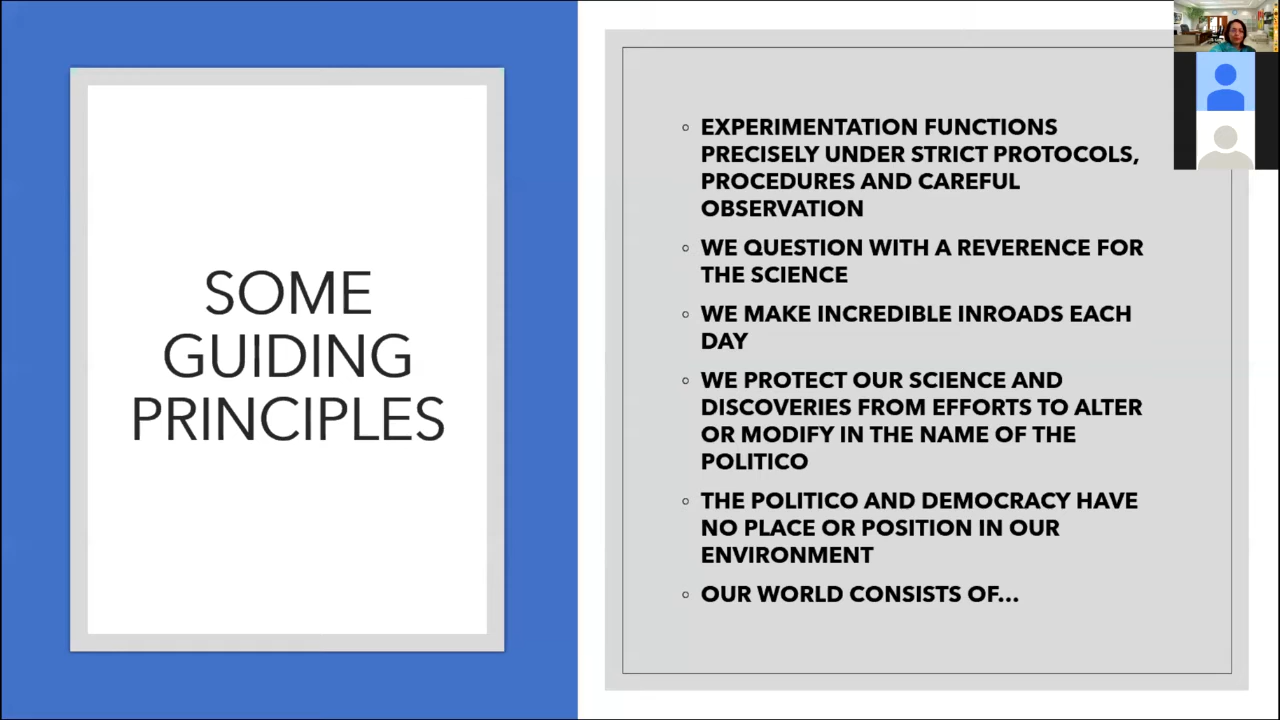 SOME
GUIDING
PRINCIPLES
EXPERIMENTATION FUNCTIONS
PRECISELY UNDER STRICT PROTOCOLS,
PROCEDURES AND CAREFUL
OBSERVATION
WE QUESTION WITH A REVERENCE FOR
THE SCIENCE
WE MAKE INCREDIBLE INROADS EACH
DAY
WE PROTECT OUR SCIENCE AND
DISCOVERIES FROM EFFORTS TO ALTER
OR MODIFY IN THE NAME OF THE
POLITICO
THE POLITICO AND DEMOCRACY HAVE
NO PLACE OR POSITION IN OUR
ENVIRONMENT
OUR WORLD CONSISTS OF...